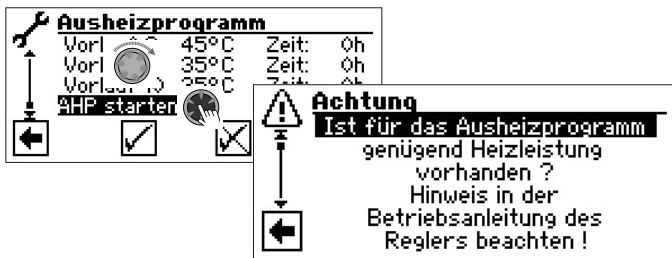 Ausheizprogramm
Vorl 45°C Zeit: 0h
Vorl 35°C Zeit: 0h
AHP starten
Achtung
Ist für das Ausheizprogramm
genügend Heizleistung
vorhanden ?
Hinweis in der
Betriebsanleitung des
Reglers beachten !